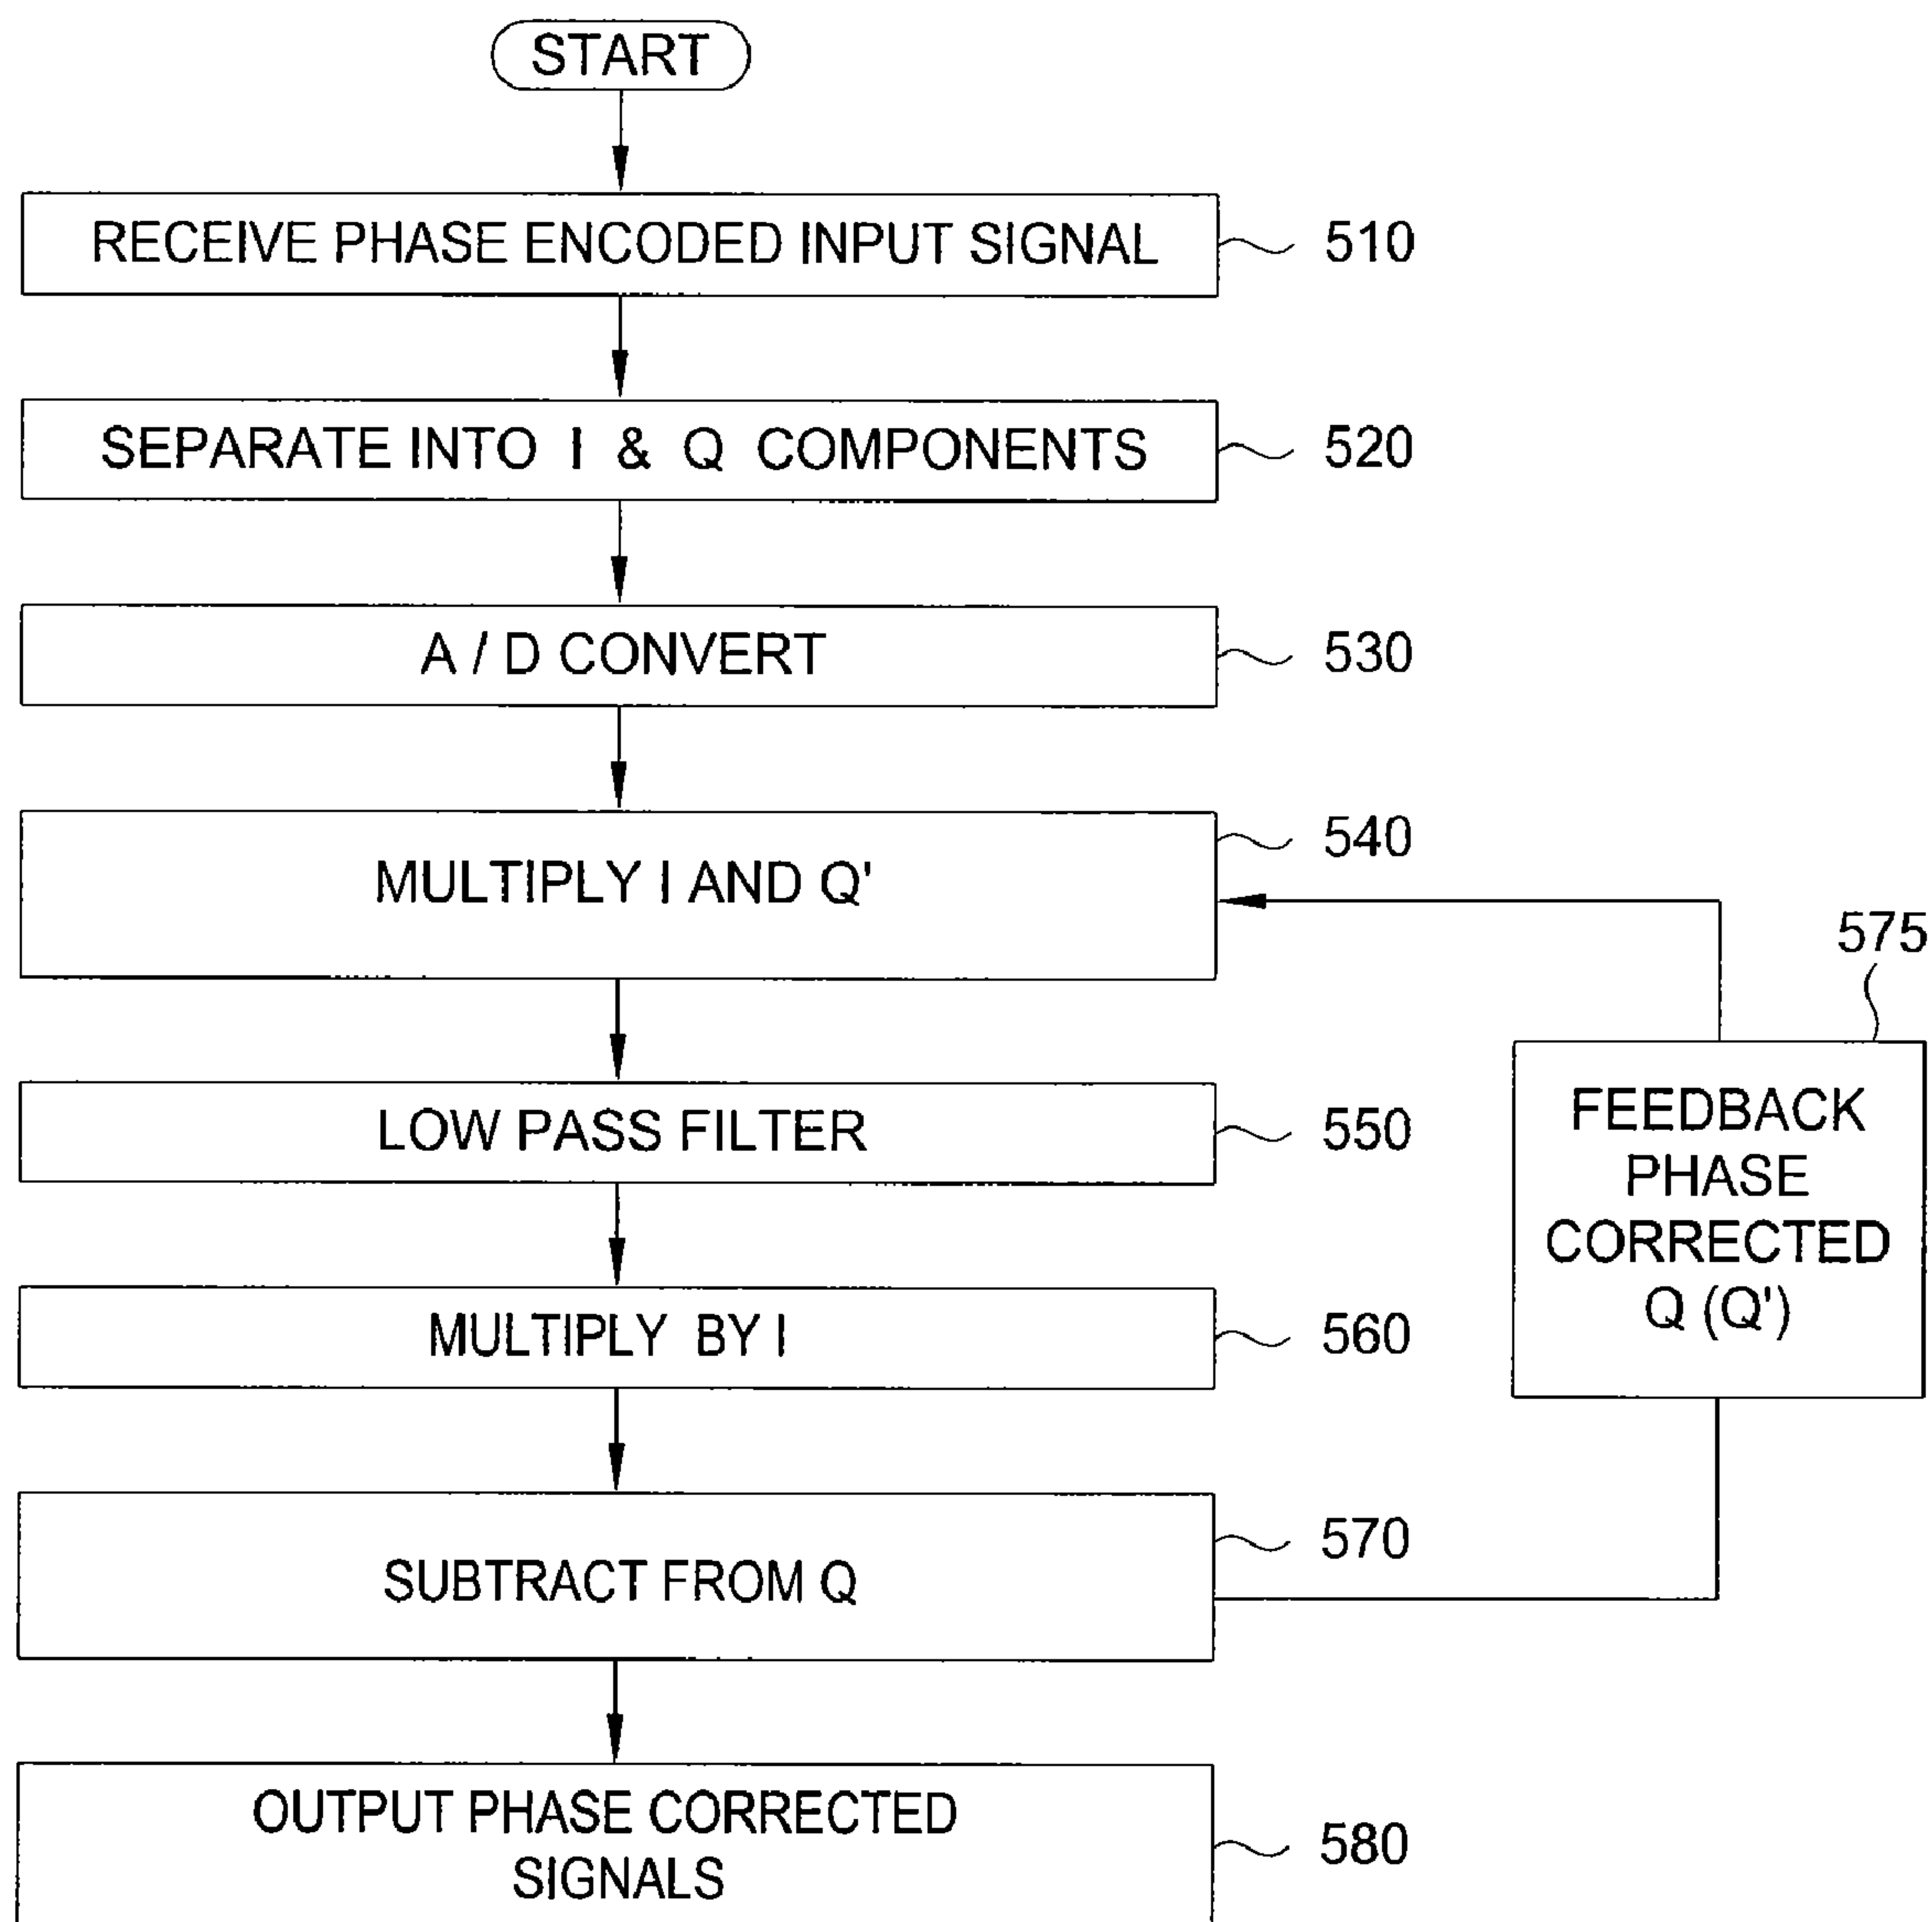 START
RECEIVE PHASE ENCODED INPUT SIGNAL
510
SEPARATE INTO I & Q COMPONENTS
520
A / D CONVERT
530
MULTIPLY I AND Q'
540
LOW PASS FILTER
550
MULTIPLY BY I
560
SUBTRACT FROM Q
570
575
FEEDBACK
PHASE
CORRECTED
Q (Q')
OUTPUT PHASE CORRECTED
SIGNALS
580